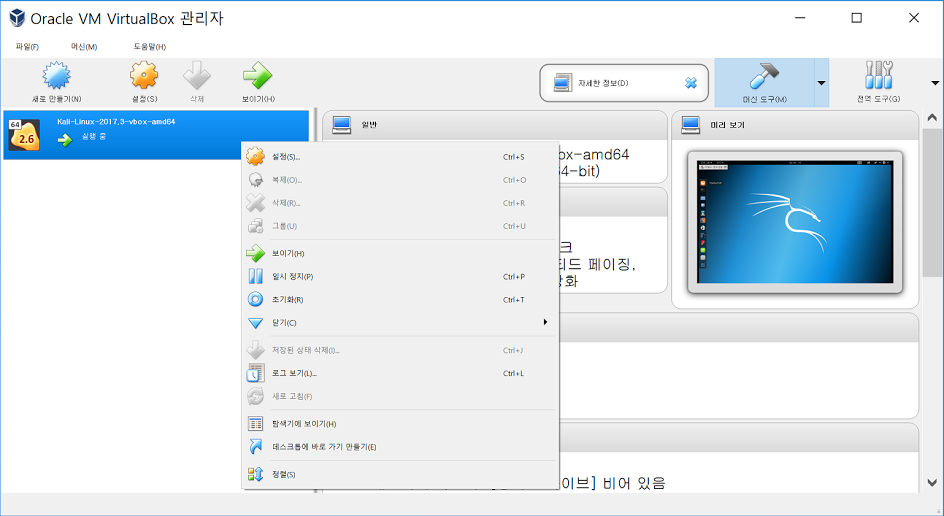 Oracle VM VirtualBox 관리자
파일(F) 머신(M) 도움말(H)
새로 만들기(N) 설정(S) 삭제 보이기(H) 자세한 정보(D) 머신 도구(M) 전역 도구(G)
64
2.6
Kali-Linux-2017.3-vbox-amd64
실행 중
일반
미리 보기
설정(S)... Ctrl+S
복제(O)... Ctrl+O
삭제(R)... Ctrl+R
그룹(U) Ctrl+U
보이기(H)
일시 정지(P) Ctrl+P
초기화(R) Ctrl+T
닫기(C)
저장된 상태 삭제(I)... Ctrl+J
로그 보기(L)... Ctrl+L
새로 고침(F)
탐색기에 보이기(H)
데스크톱에 바로 가기 만들기(E)
정렬(S)
ox-amd64
4-bit)
크
티드 페이징,
강화
이브] 비어 있음